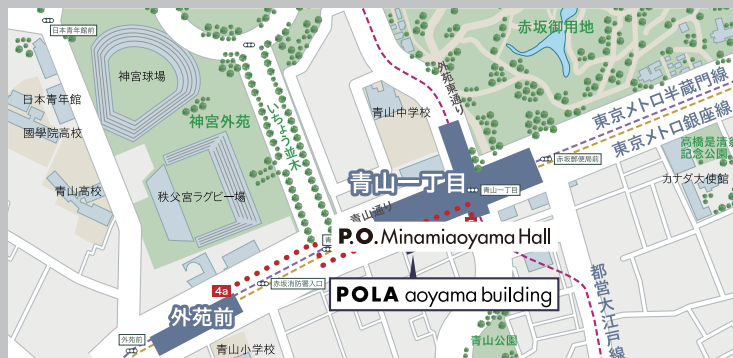 日本青年館前
赤坂御用地
外苑東通り
神宮球場
東京メトロ半蔵門線
東京メトロ銀座線
日本青年館
國學院高校
神宮外苑
いちょう並木
青山中学校
高橋是清翁
記念公園
赤坂郵便局前
カナダ大使館
青山一丁目
青山一丁目
青山高校
秩父宮ラグビー場
青山通り
P.O. Minamiaoyama Hall
4a
赤坂消防署入口
POLA aoyama building
都営大江戸線
外苑前
外苑前
青山公園
青山小学校